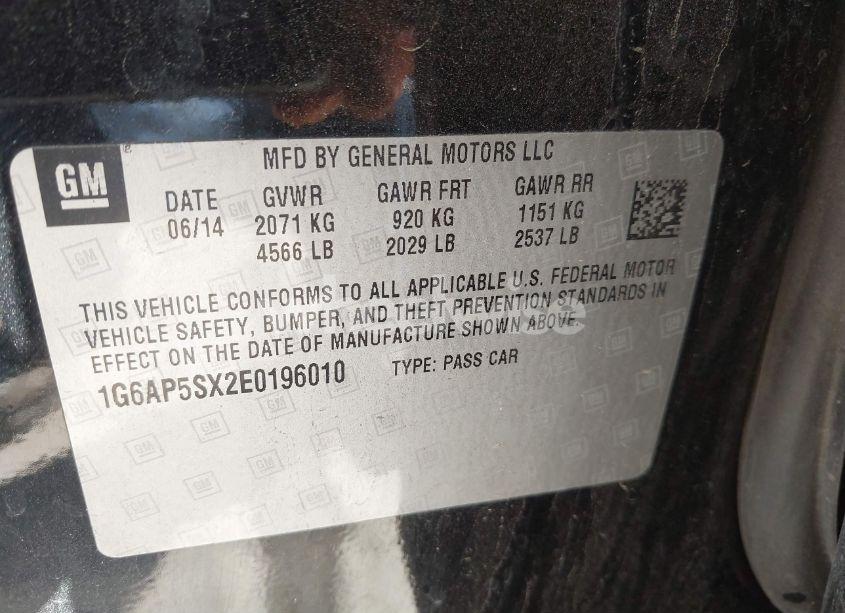 GM
MFD BY GENERAL MOTORS LLC
DATE GVWR GAWR FRT GAWR RR
06/14 2071 KG 920 KG 1151 KG
4566 LB 2029 LB 2537 LB
THIS VEHICLE CONFORMS TO ALL APPLICABLE U.S. FEDERAL MOTOR
VEHICLE SAFETY, BUMPER, AND THEFT PREVENTION STANDARDS IN
EFFECT ON THE DATE OF MANUFACTURE SHOWN ABOVE.
1G6AP5SX2E0196010 TYPE: PASS CAR